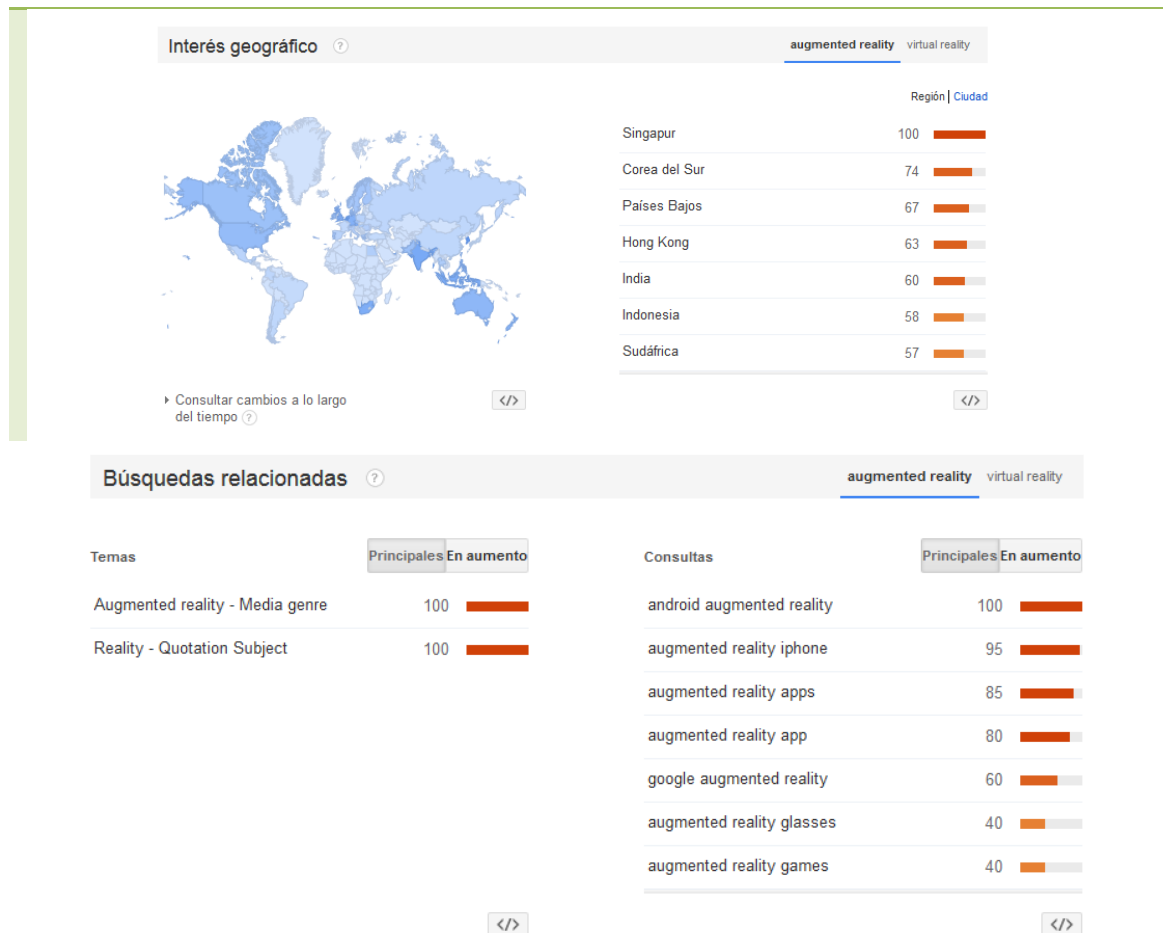 Interés geográfico ?
augmented reality virtual reality
Región | Ciudad
Singapur 100
Corea del Sur 74
Países Bajos 67
Hong Kong 63
India 60
Indonesia 58
Sudáfrica 57
Consultar cambios a lo largo
del tiempo ?
</>
</>
Búsquedas relacionadas ?
augmented reality virtual reality
Temas
Principales En aumento
Augmented reality - Media genre 100
Reality - Quotation Subject 100
</>
Consultas
Principales En aumento
android augmented reality 100
augmented reality iphone 95
augmented reality apps 85
augmented reality app 80
google augmented reality 60
augmented reality glasses 40
augmented reality games 40
</>